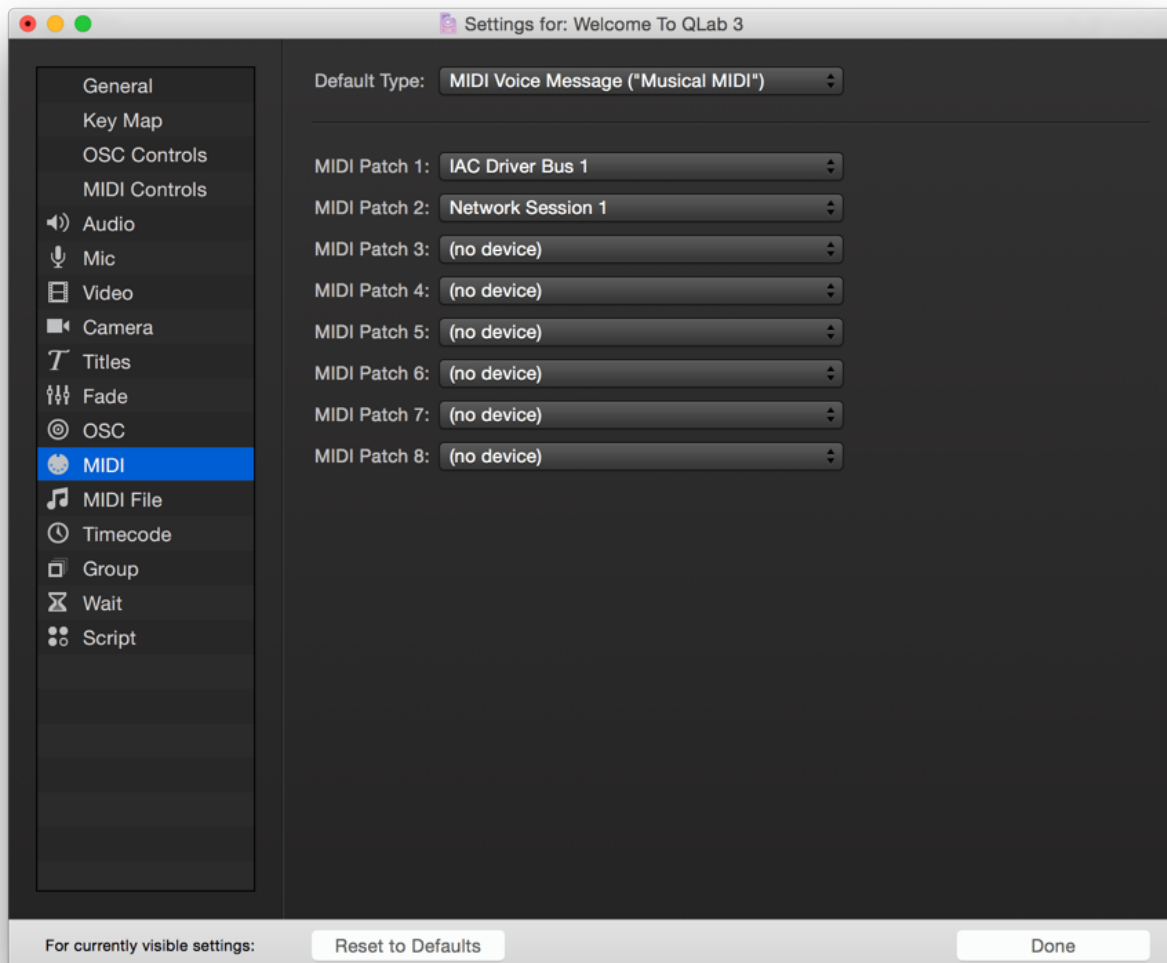 Settings for: Welcome To QLab 3
General
Key Map
OSC Controls
MIDI Controls
Audio
Mic
Video
Camera
Titles
Fade
OSC
MIDI
MIDI File
Timecode
Group
Wait
Script
Default Type: MIDI Voice Message ("Musical MIDI")
MIDI Patch 1: IAC Driver Bus 1
MIDI Patch 2: Network Session 1
MIDI Patch 3: (no device)
MIDI Patch 4: (no device)
MIDI Patch 5: (no device)
MIDI Patch 6: (no device)
MIDI Patch 7: (no device)
MIDI Patch 8: (no device)
For currently visible settings: Reset to Defaults Done